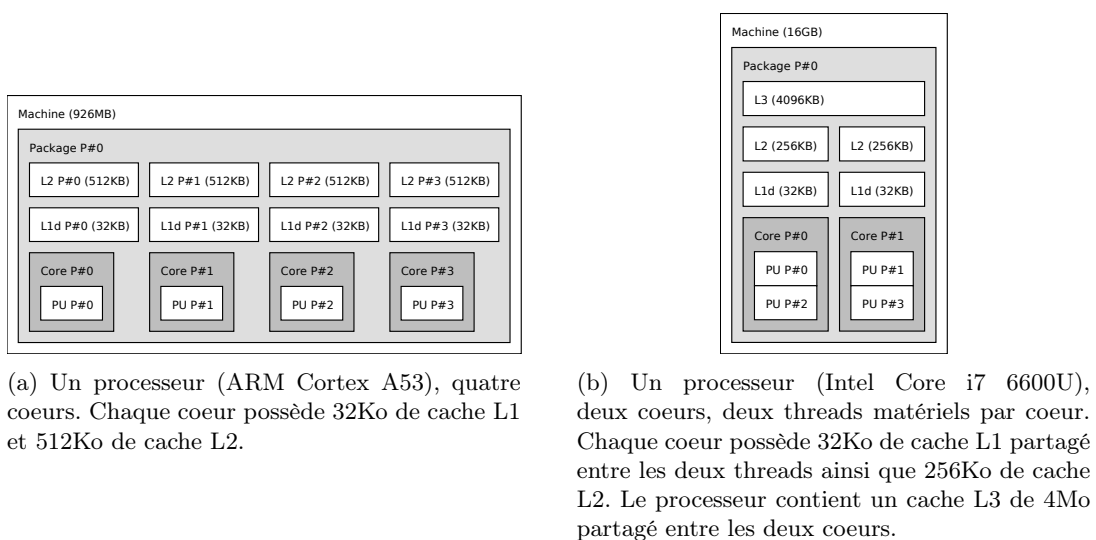 Machine (926MB)
Package P#0
L2 P#0 (512KB) L2 P#1 (512KB) L2 P#2 (512KB) L2 P#3 (512KB)
L1d P#0 (32KB) L1d P#1 (32KB) L1d P#2 (32KB) L1d P#3 (32KB)
Core P#0 Core P#1 Core P#2 Core P#3
PU P#0 PU P#1 PU P#2 PU P#3
(a) Un processeur (ARM Cortex A53), quatre
coeurs. Chaque coeur possède 32Ko de cache L1
et 512Ko de cache L2.
Machine (16GB)
Package P#0
L3 (4096KB)
L2 (256KB) L2 (256KB)
L1d (32KB) L1d (32KB)
Core P#0 Core P#1
PU P#0 PU P#1
PU P#2 PU P#3
(b) Un processeur (Intel Core i7 6600U),
deux coeurs, deux threads matériels par coeur.
Chaque coeur possède 32Ko de cache L1 partagé
entre les deux threads ainsi que 256Ko de cache
L2. Le processeur contient un cache L3 de 4Mo
partagé entre les deux coeurs.